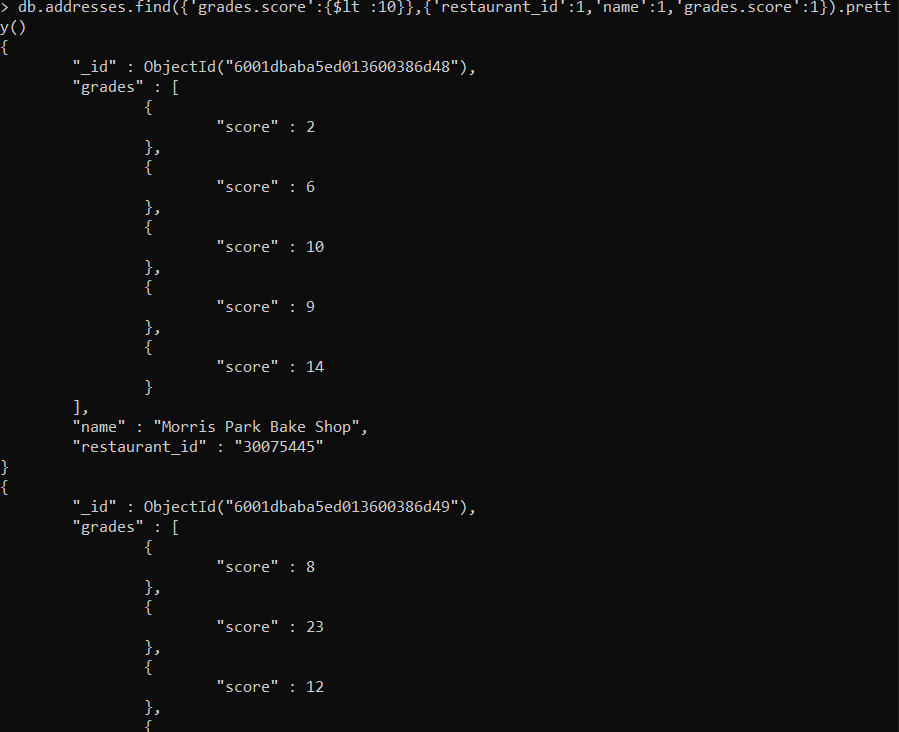 > db.addresses.find({'grades.score':{$lt :10}},{'restaurant_id':1,'name':1,'grades.score':1}).prett
y()
{
        "_id" : ObjectId("6001dbaba5ed013600386d48"),
        "grades" : [
                {
                        "score" : 2
                },
                {
                        "score" : 6
                },
                {
                        "score" : 10
                },
                {
                        "score" : 9
                },
                {
                        "score" : 14
                }
        ],
        "name" : "Morris Park Bake Shop",
        "restaurant_id" : "30075445"
}
{
        "_id" : ObjectId("6001dbaba5ed013600386d49"),
        "grades" : [
                {
                        "score" : 8
                },
                {
                        "score" : 23
                },
                {
                        "score" : 12
                },
                {